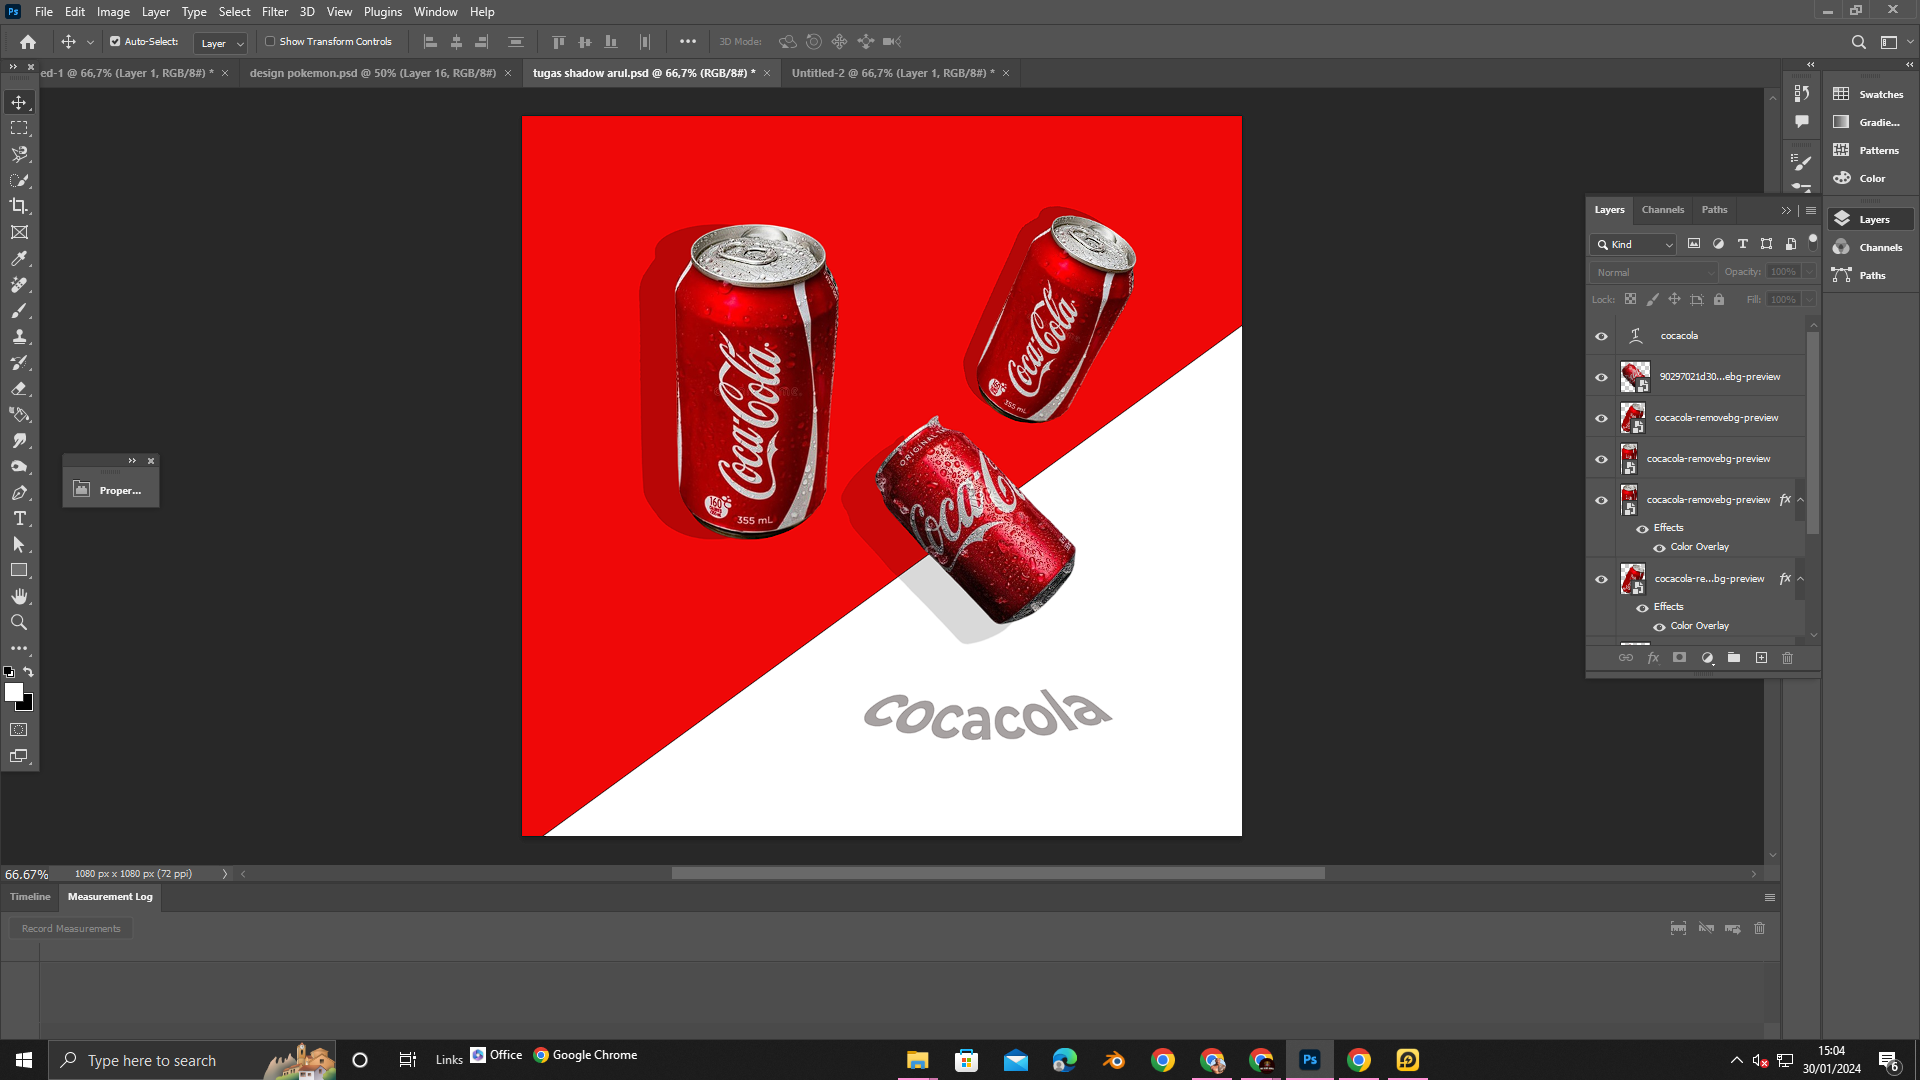 File Edit Image Layer Type Select Filter 3D View Plugins Window Help
Auto-Select: Layer Show Transform Controls 3D Mode:
ed-1 @ 66,7% (Layer 1, RGB/8#) * design pokemon.psd @ 50% (Layer 16, RGB/8#) tugas shadow arul.psd @ 66,7% (RGB/8#) * Untitled-2 @ 66,7% (Layer 1, RGB/8#) *
Swatches
Gradie...
Patterns
Color
Layers
Channels
Paths
Layers Channels Paths
Kind
Normal Opacity: 100%
Lock: Fill: 100%
cocacola
90297021d30...ebg-preview
cocacola-removebg-preview
cocacola-removebg-preview
cocacola-removebg-preview fx
Effects
Color Overlay
cocacola-re...bg-preview fx
Effects
Color Overlay
Proper...
Coca-Cola
160
355 mL
Coca-Cola
355 mL
ORIGINAL
Coca-C
cocacola
66.67% 1080 px x 1080 px (72 ppi)
Timeline Measurement Log
Record Measurements
Type here to search Links Office Google Chrome
Ps
15:04
30/01/2024
6